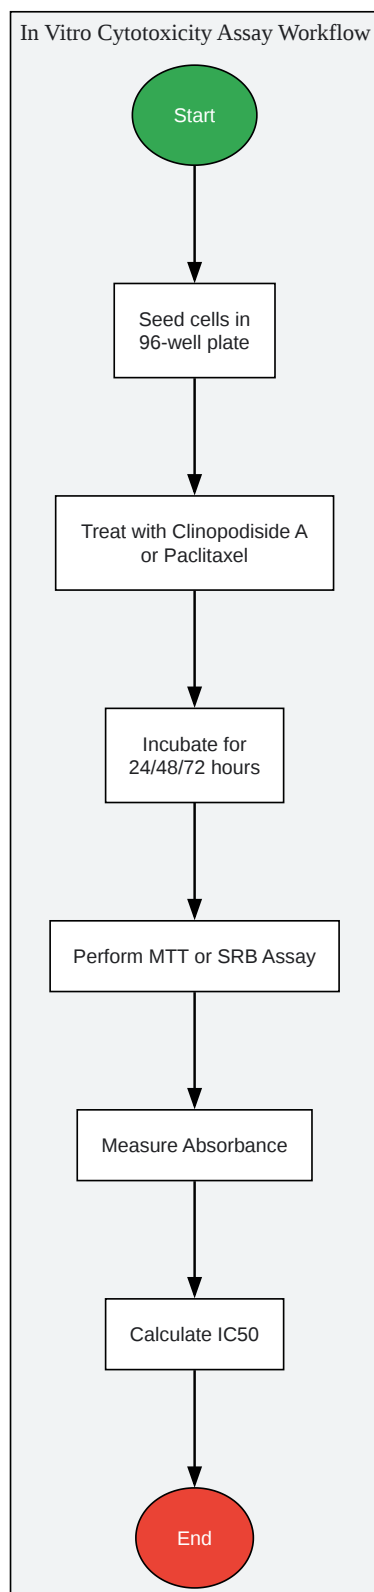 In Vitro Cytotoxicity Assay Workflow
Start
Seed cells in
96-well plate
Treat with Clinopodiside A
or Paclitaxel
Incubate for
24/48/72 hours
Perform MTT or SRB Assay
Measure Absorbance
Calculate IC50
End